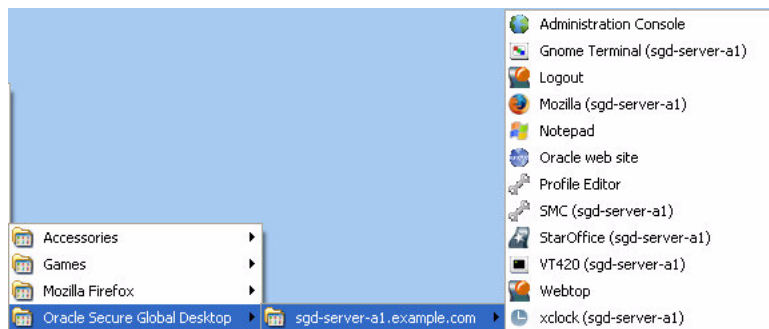 Administration Console
Gnome Terminal (sgd-server-a1)
Logout
Mozilla (sgd-server-a1)
Notepad
Oracle web site
Profile Editor
SMC (sgd-server-a1)
StarOffice (sgd-server-a1)
VT420 (sgd-server-a1)
Webtop
xclock (sgd-server-a1)
Accessories
Games
Mozilla Firefox
Oracle Secure Global Desktop
sgd-server-a1.example.com